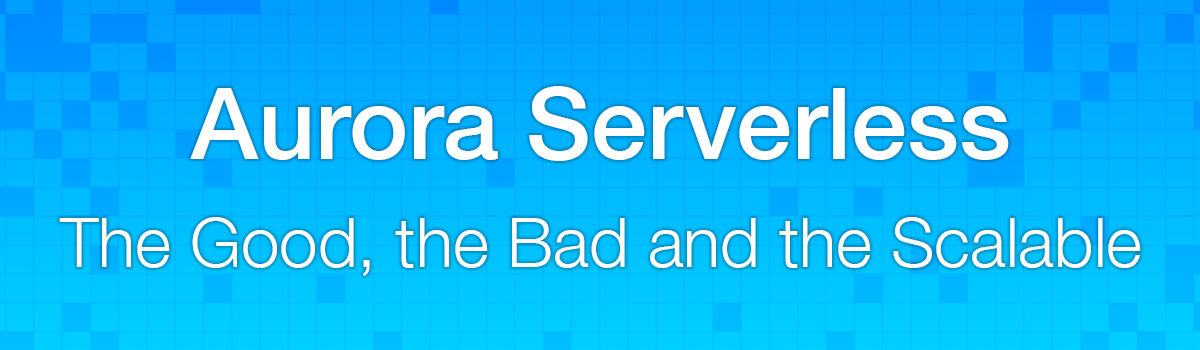 Aurora Serverless
The Good, the Bad and the Scalable